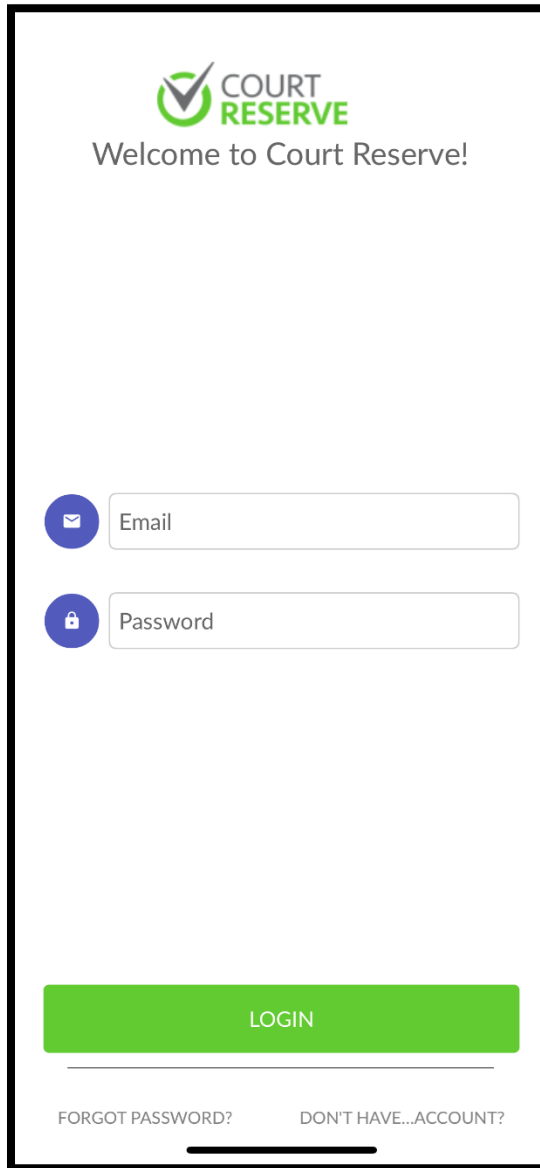 COURT
RESERVE
Welcome to Court Reserve!
Email
Password
LOGIN
FORGOT PASSWORD? DON'T HAVE...ACCOUNT?